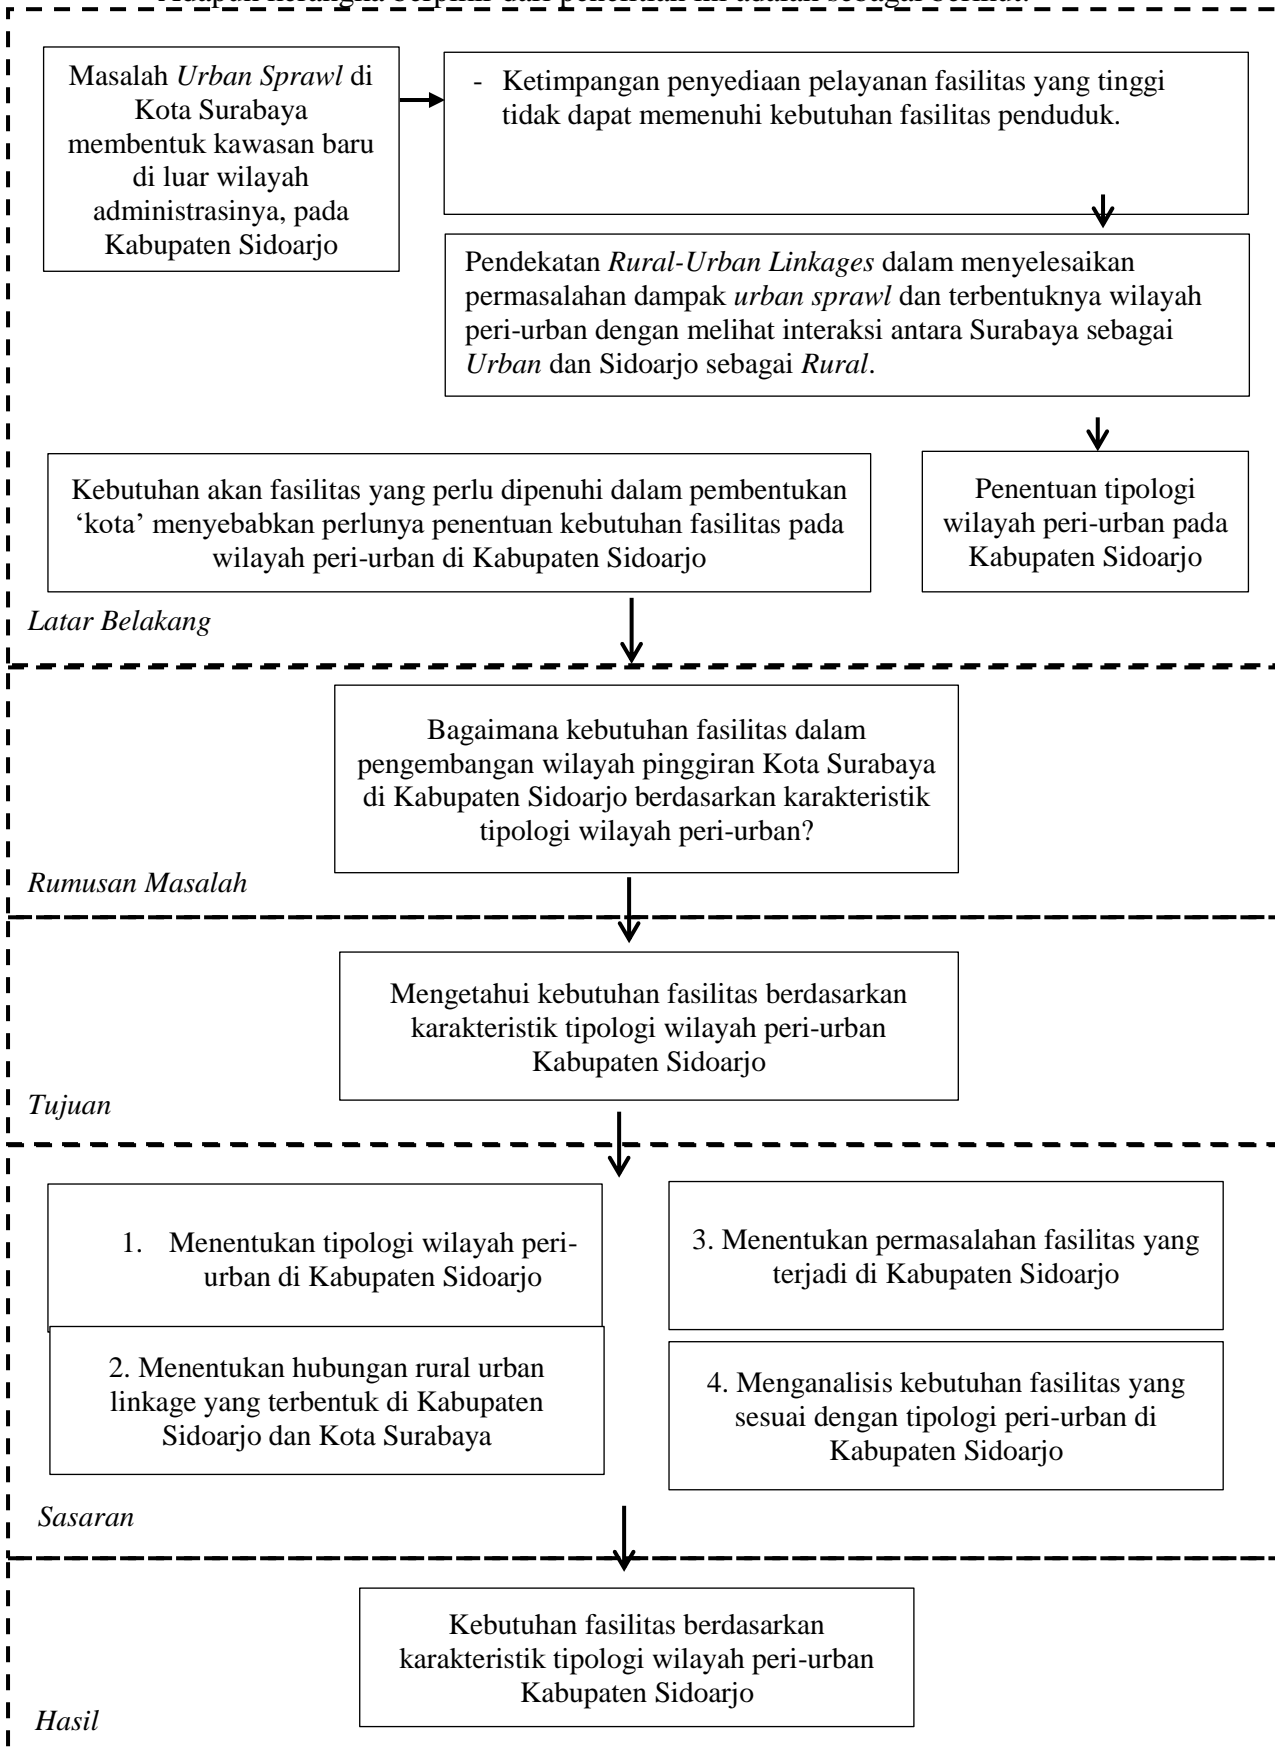 Adapun kerangka berpikir dari penelitian ini adalah sebagai berikut:
Masalah Urban Sprawl di
Kota Surabaya
membentuk kawasan baru
di luar wilayah
administrasinya, pada
Kabupaten Sidoarjo
- Ketimpangan penyediaan pelayanan fasilitas yang tinggi
tidak dapat memenuhi kebutuhan fasilitas penduduk.
Pendekatan Rural-Urban Linkages dalam menyelesaikan
permasalahan dampak urban sprawl dan terbentuknya wilayah
peri-urban dengan melihat interaksi antara Surabaya sebagai
Urban dan Sidoarjo sebagai Rural.
Kebutuhan akan fasilitas yang perlu dipenuhi dalam pembentukan
‘kota’ menyebabkan perlunya penentuan kebutuhan fasilitas pada
wilayah peri-urban di Kabupaten Sidoarjo
Penentuan tipologi
wilayah peri-urban pada
Kabupaten Sidoarjo
Latar Belakang
Bagaimana kebutuhan fasilitas dalam
pengembangan wilayah pinggiran Kota Surabaya
di Kabupaten Sidoarjo berdasarkan karakteristik
tipologi wilayah peri-urban?
Rumusan Masalah
Mengetahui kebutuhan fasilitas berdasarkan
karakteristik tipologi wilayah peri-urban
Kabupaten Sidoarjo
Tujuan
1. Menentukan tipologi wilayah peri-
urban di Kabupaten Sidoarjo
2. Menentukan hubungan rural urban
linkage yang terbentuk di Kabupaten
Sidoarjo dan Kota Surabaya
3. Menentukan permasalahan fasilitas yang
terjadi di Kabupaten Sidoarjo
4. Menganalisis kebutuhan fasilitas yang
sesuai dengan tipologi peri-urban di
Kabupaten Sidoarjo
Sasaran
Kebutuhan fasilitas berdasarkan
karakteristik tipologi wilayah peri-urban
Kabupaten Sidoarjo
Hasil